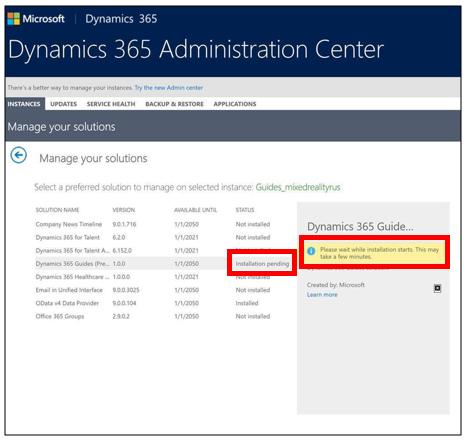 Microsoft | Dynamics 365
Dynamics 365 Administration Center
There's a better way to manage your instances. Try the new Admin center
INSTANCES UPDATES SERVICE HEALTH BACKUP & RESTORE APPLICATIONS
Manage your solutions
Manage your solutions
Select a preferred solution to manage on selected instance: Guides_mixedrealityrus
SOLUTION NAME VERSION AVAILABLE UNTIL STATUS
Company News Timeline 9.0.1.716 1/1/2050 Not installed
Dynamics 365 for Talent 6.2.0 1/1/2021 Not installed
Dynamics 365 for Talent A... 6.152.0 1/1/2021 Not installed
Dynamics 365 Guides (Pre... 1.0.0 1/1/2050 Installation pending
Dynamics 365 Healthcare ... 1.0.0.0 1/1/2021 Not installed
Email in Unified Interface 9.0.0.3025 1/1/2050 Not installed
OData v4 Data Provider 9.0.0.104 1/1/2050 Installed
Office 365 Groups 2.9.0.2 1/1/2050 Not installed
Dynamics 365 Guide...
Please wait while installation starts. This may
take a few minutes.
Created by: Microsoft
Learn more